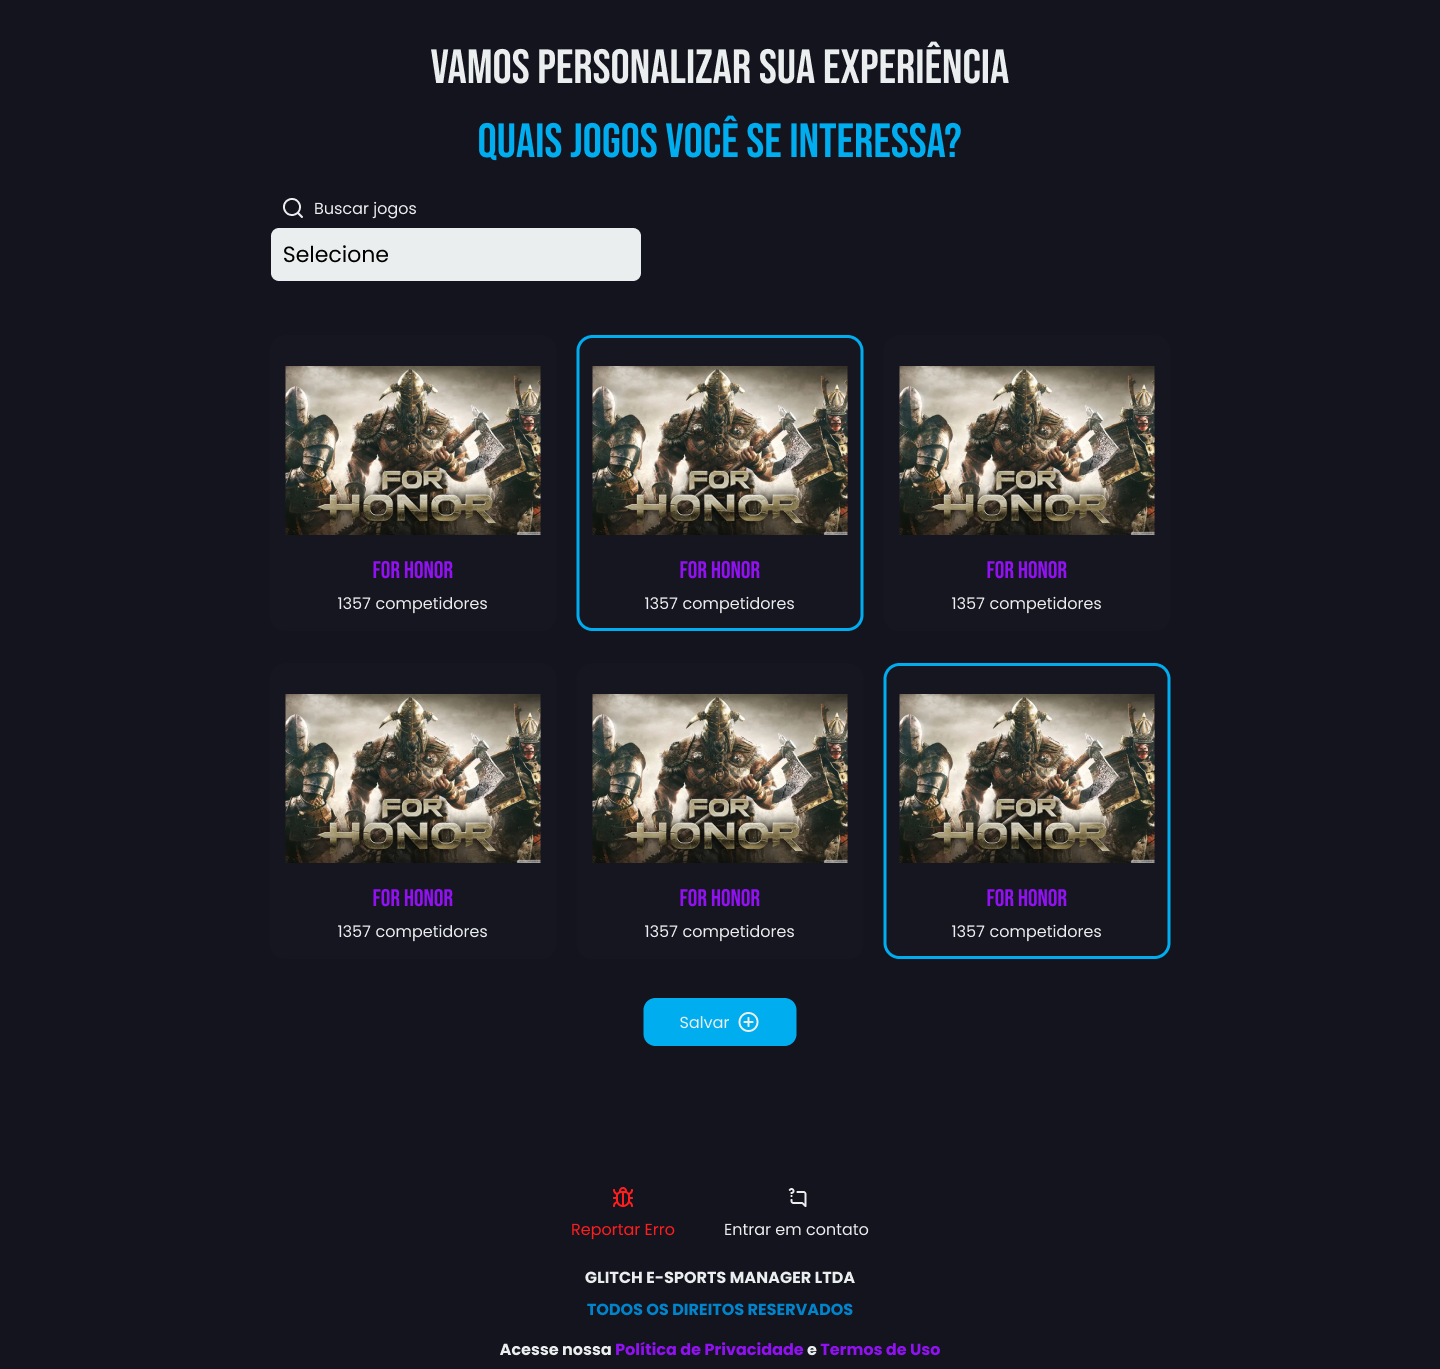 VAMOS PERSONALIZAR SUA EXPERIÊNCIA
QUAIS JOGOS VOCÊ SE INTERESSA?
Buscar jogos
Selecione
FOR HONOR
FOR HONOR
FOR HONOR
FOR HONOR
FOR HONOR
FOR HONOR
1357 competidores
1357 competidores
1357 competidores
FOR HONOR
FOR HONOR
FOR HONOR
FOR HONOR
FOR HONOR
FOR HONOR
1357 competidores
1357 competidores
1357 competidores
Salvar
Reportar Erro
Entrar em contato
GLITCH E-SPORTS MANAGER LTDA
TODOS OS DIREITOS RESERVADOS
Acesse nossa Política de Privacidade e Termos de Uso